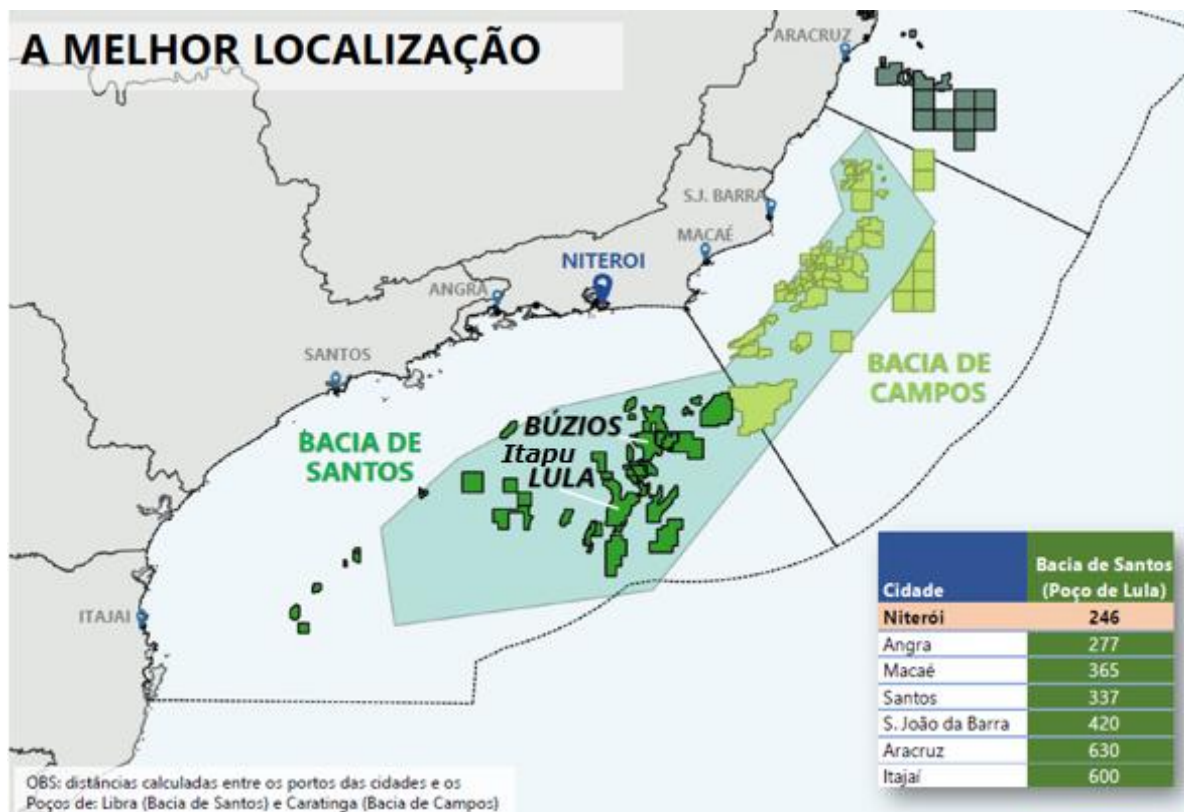 A MELHOR LOCALIZAÇÃO
ARACRUZ
S.J. BARRA
MACAÉ
NITEROI
ANGRA
SANTOS
BACIA DE
CAMPOS
BÚZIOS
Itapu
LULA
BACIA DE
SANTOS
ITAJAI
Cidade
Bacia de Santos
(Poço de Lula)
Niterói 246
Angra 277
Macaé 365
Santos 337
S. João da Barra 420
Aracruz 630
Itajaí 600
OBS: distâncias calculadas entre os portos das cidades e os
Poços de: Libra (Bacia de Santos) e Caratinga (Bacia de Campos)